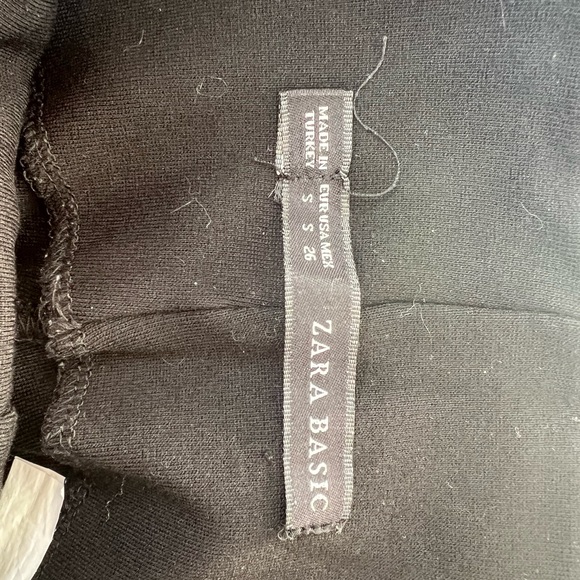 MADE IN
TURKEY
EUR USA MEX
S S 26
ZARA BASIC